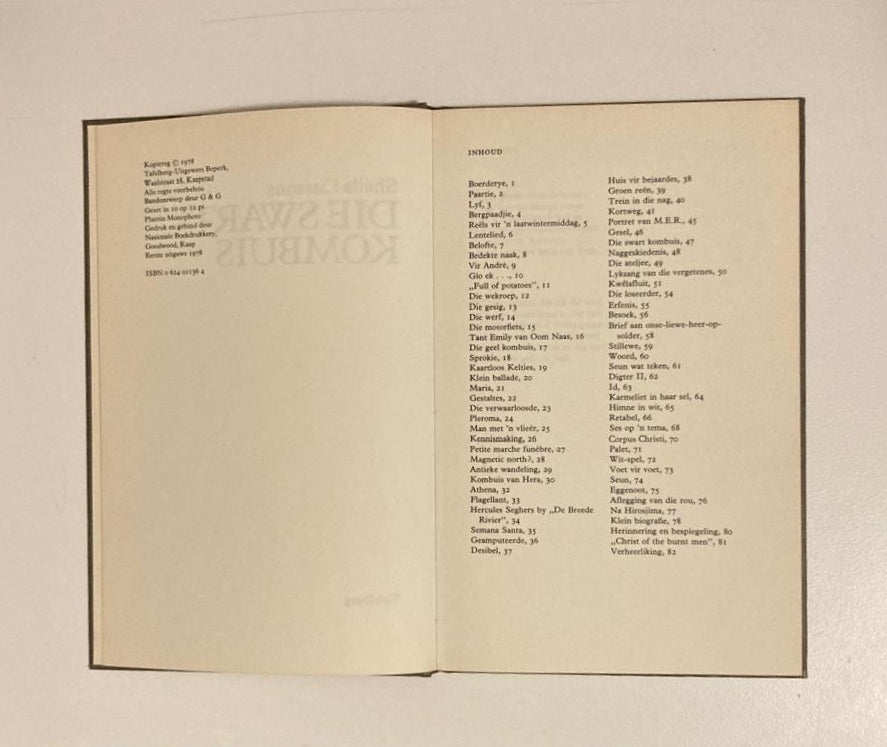 Kopiereg © 1978
Tafelberg-Uitgewers Beperk,
Waalstraat 28, Kaapstad
Alle regte voorbehou
Bandontwerp deur G & G
Geset in 10 op 12 pt
Plantin Monophoto
Gedruk en gebind deur
Nasionale Boekdrukkery,
Goodwood, Kaap
Eerste uitgawe 1978
ISBN 0 624 01136 4
INHOUD
Boerderye, 1
Paartie, 2
Lyf, 3
Bergpaadjie, 4
Reëls vir 'n laatwintermiddag, 5
Lentelied, 6
Belofte, 7
Bedekte naak, 8
Vir André, 9
Glo ek . . ., 10
„Full of potatoes”, 11
Die wekroep, 12
Die gesig, 13
Die werf, 14
Die motorfiets, 15
Tant Emily van Oom Naas, 16
Die geel kombuis, 17
Sprokie, 18
Kaartloos Kelties, 19
Klein ballade, 20
Maria, 21
Gestaltes, 22
Die verwaarloosde, 23
Pleroma, 24
Man met 'n vlieër, 25
Kennismaking, 26
Petite marche funèbre, 27
Magnetic north?, 28
Antieke wandeling, 29
Kombuis van Hera, 30
Athena, 32
Flagellant, 33
Hercules Seghers by „De Breede
Rivier”, 34
Semana Santa, 35
Geamputeerde, 36
Desibel, 37
Huis vir bejaardes, 38
Groen reën, 39
Trein in die nag, 40
Kortweg, 41
Portret van M.E.R., 45
Gesel, 46
Die swart kombuis, 47
Naggeskiedenis, 48
Die ateljee, 49
Lyksang van die vergetenes, 50
Kwêlafluit, 51
Die loseerder, 54
Erfenis, 55
Besoek, 56
Brief aan onse-liewe-heer-op-
solder, 58
Stillewe, 59
Woord, 60
Seun wat teken, 61
Digter II, 62
Id, 63
Karmeliet in haar sel, 64
Himne in wit, 65
Retabel, 66
Ses op 'n tema, 68
Corpus Christi, 70
Palet, 71
Wit-spel, 72
Voet vir voet, 73
Seun, 74
Eggenoot, 75
Aflegging van die rou, 76
Na Hirosjima, 77
Klein biografie, 78
Herinnering en bespiegeling, 80
„Christ of the burnt men”, 81
Verheerliking, 82